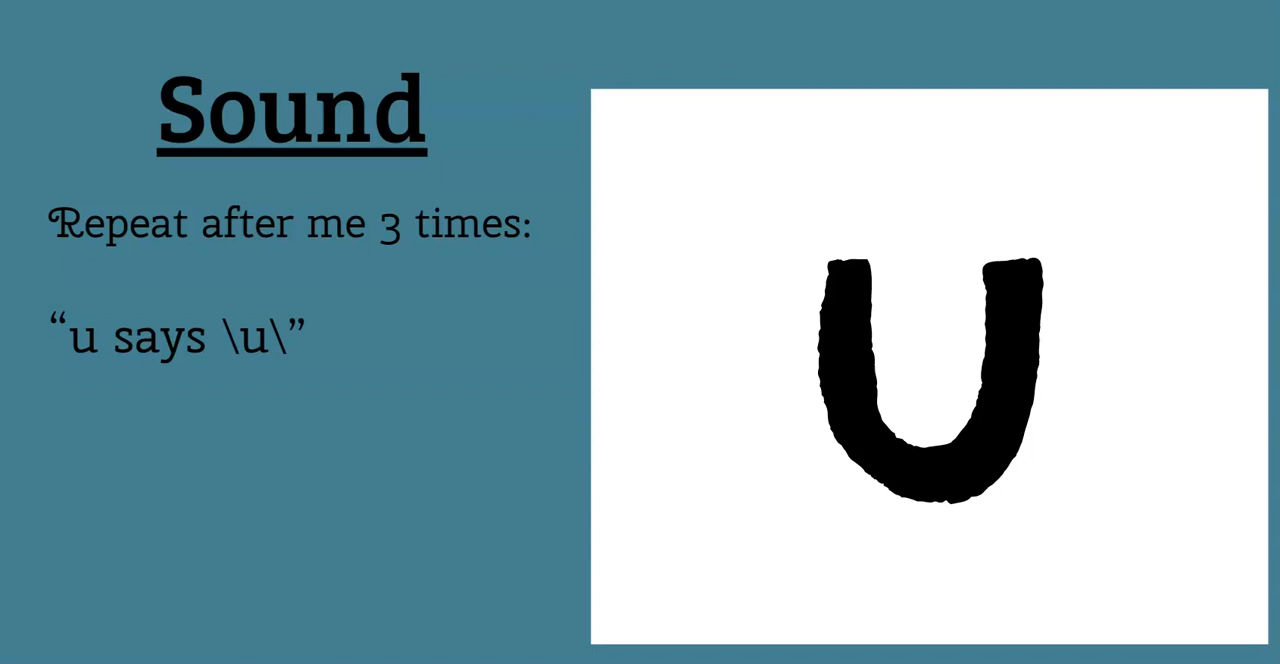 Sound
Repeat after me 3 times:
“u says \u\”
u